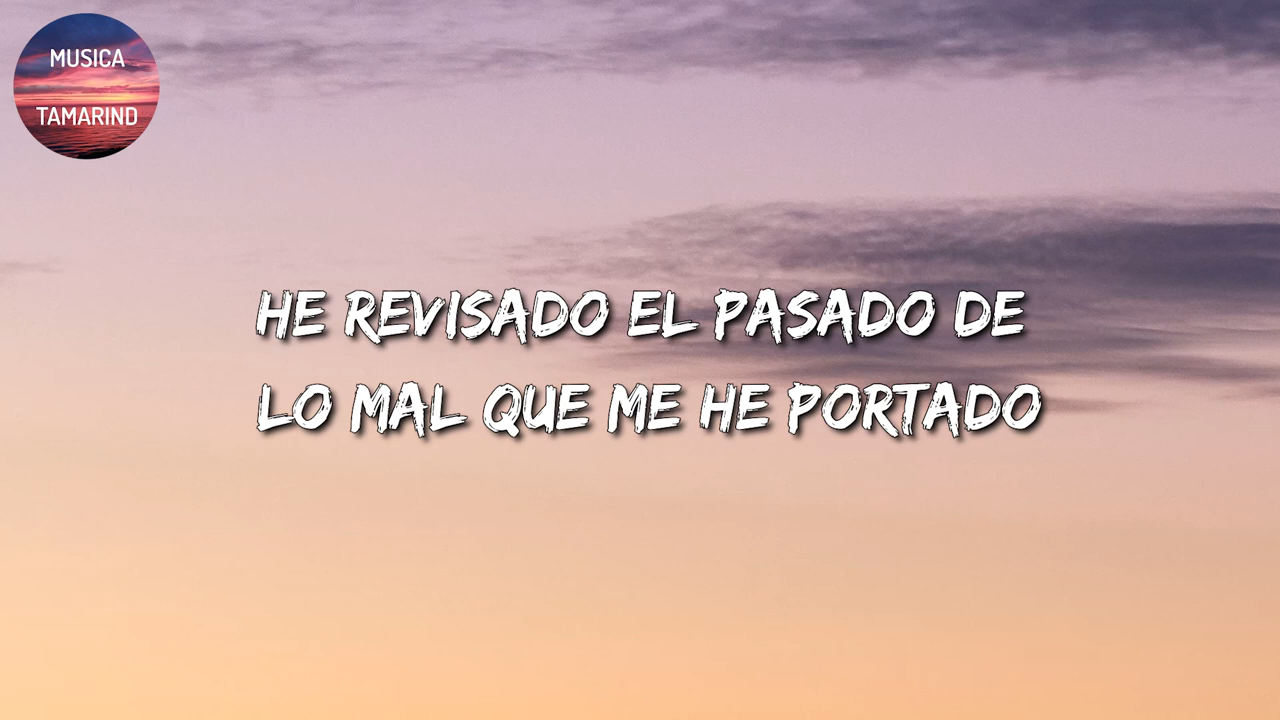 MUSICA
TAMARIND
HE REVISADO EL PASADO DE
LO MAL QUE ME HE PORTADO